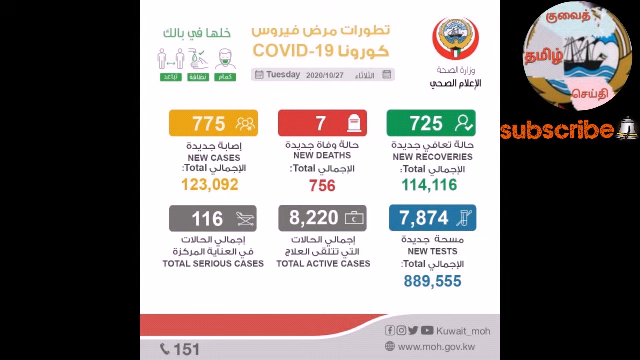 خلها في بالك
تباعد
نظافة
كمام
تطورات مرض فيروس
كورونا COVID-19
Tuesday 2020/10/27 الثلاثاء
وزارة الصحة
الإعلام الصحي
குவைத்
தமிழ்
செய்தி
subscribe
775
إصابة جديدة
NEW CASES
الإجمالي Total:
123,092
7
حالة وفاة جديدة
NEW DEATHS
الإجمالي Total:
756
725
حالة تعافي جديدة
NEW RECOVERIES
الإجمالي Total:
114,116
116
إجمالي الحالات
في العناية المركزة
TOTAL SERIOUS CASES
8,220
إجمالي الحالات
التي تتلقى العلاج
TOTAL ACTIVE CASES
7,874
مسحة جديدة
NEW TESTS
الإجمالي Total:
889,555
151
Kuwait_moh
www.moh.gov.kw